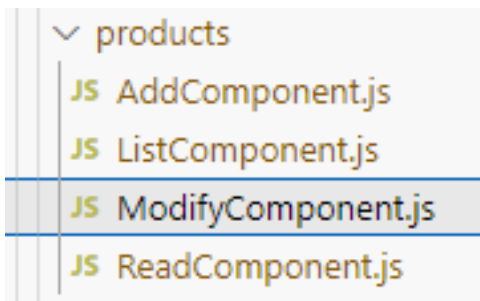 products
JS AddComponent.js
JS ListComponent.js
JS ModifyComponent.js
JS ReadComponent.js